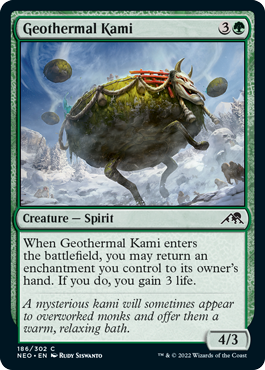 Geothermal Kami 3
Creature — Spirit
When Geothermal Kami enters
the battlefield, you may return an
enchantment you control to its owner's
hand. If you do, you gain 3 life.
A mysterious kami will sometimes appear
to overworked monks and offer them a
warm, relaxing bath.
4/3
186/302 C
NEO • EN Rudy Siswanto
™ & © 2022 Wizards of the Coast